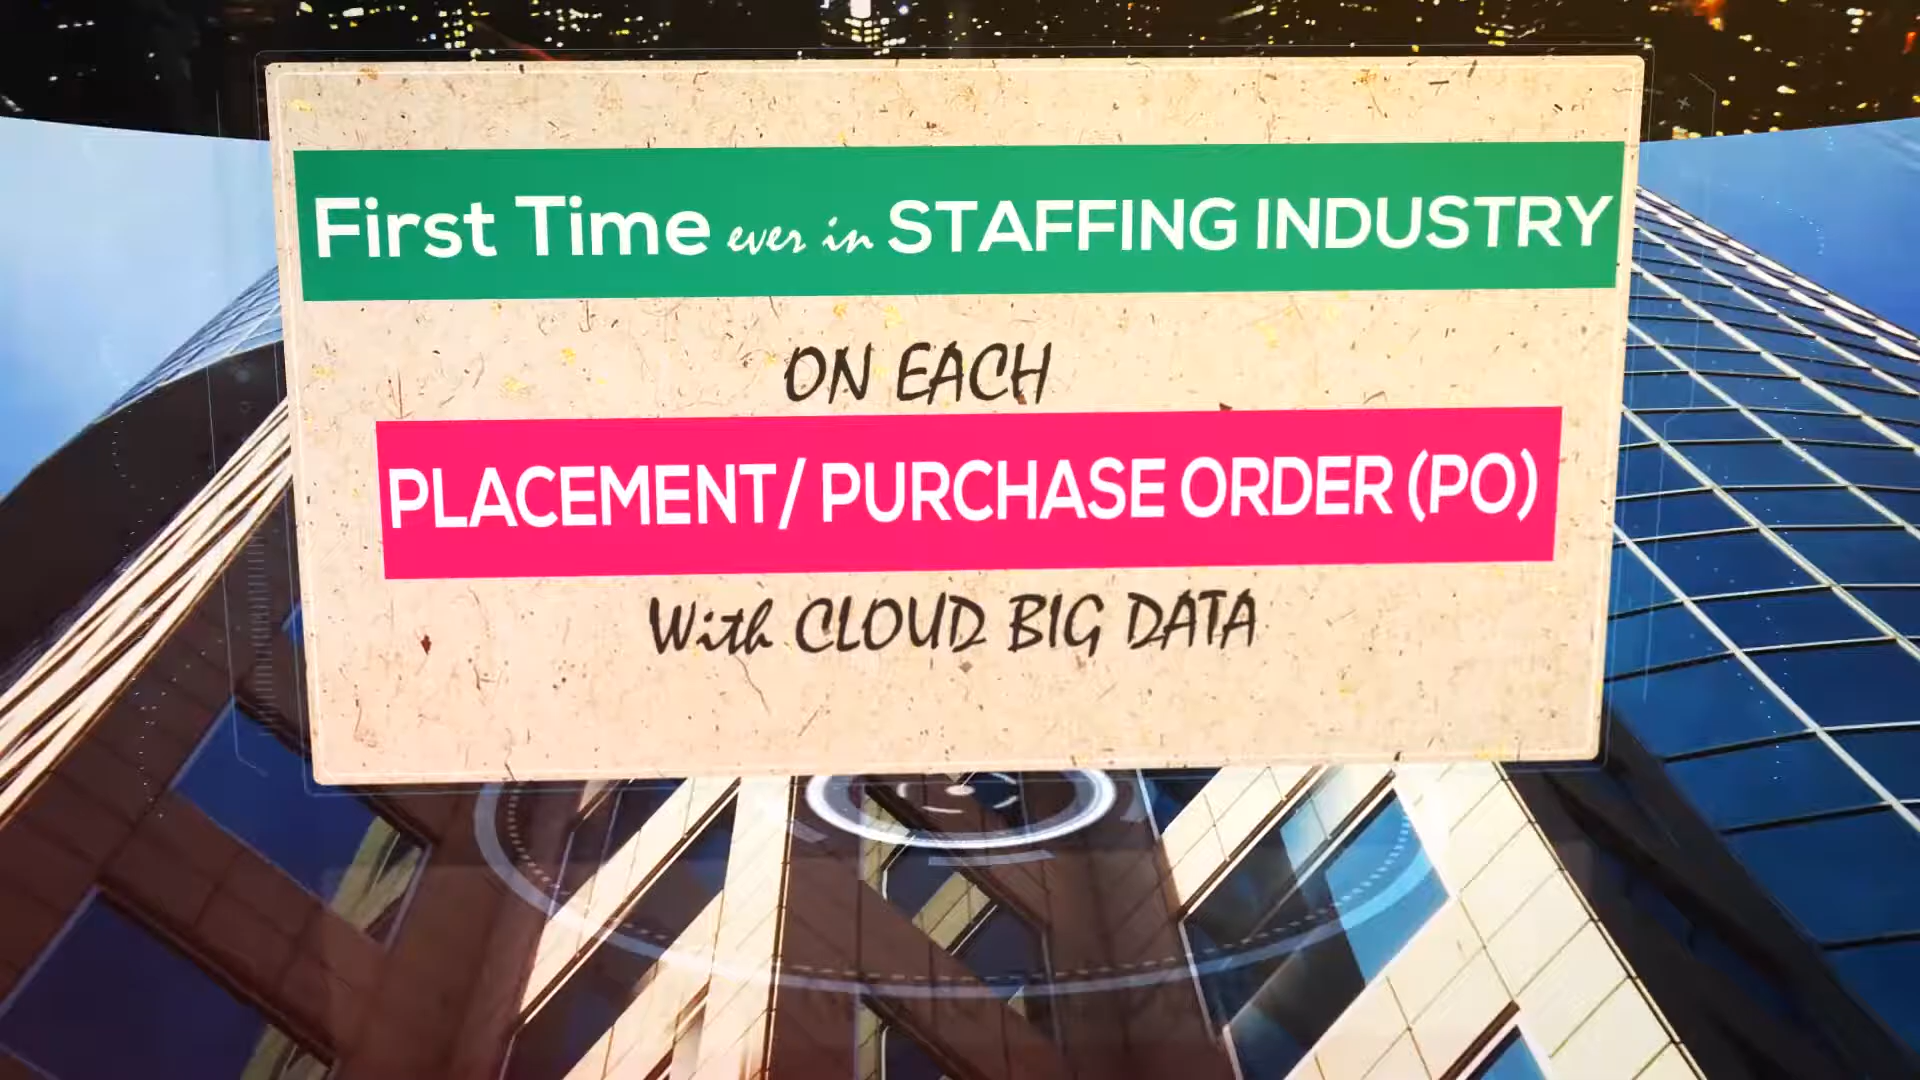 First Time ever in STAFFING INDUSTRY
ON EACH
PLACEMENT/ PURCHASE ORDER (PO)
With CLOUD BIG DATA